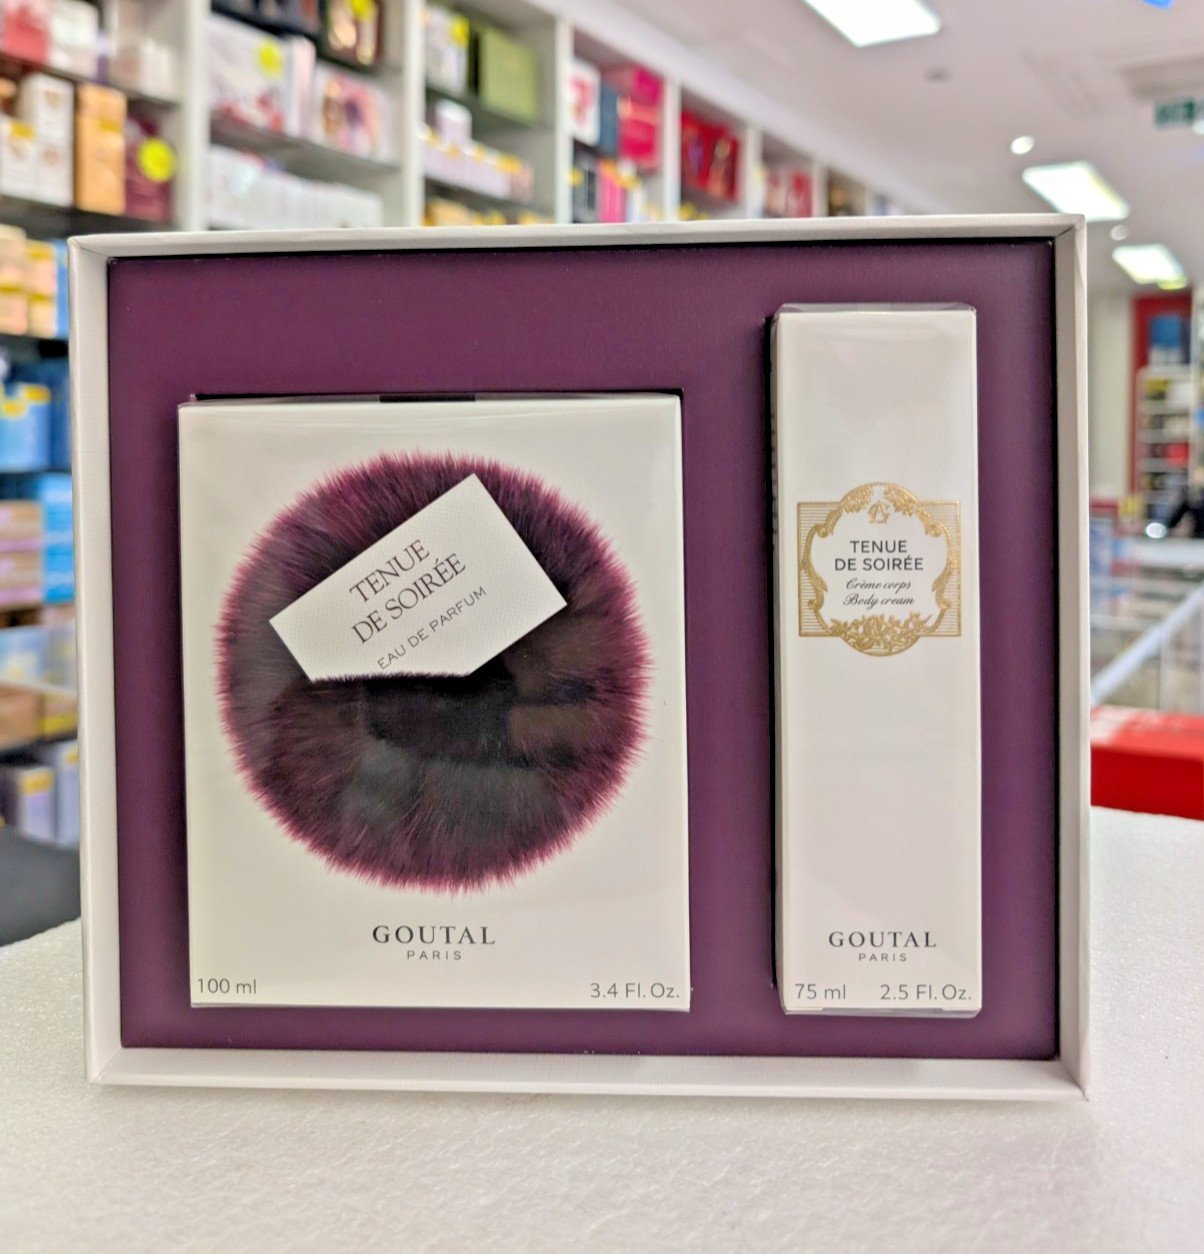 TENUE
DE SOIRÉE
EAU DE PARFUM
GOUTAL
PARIS
100 ml
3.4 Fl. Oz.
TENUE
DE SOIRÉE
Crème corps
Body cream
GOUTAL
PARIS
75 ml
2.5 Fl. Oz.